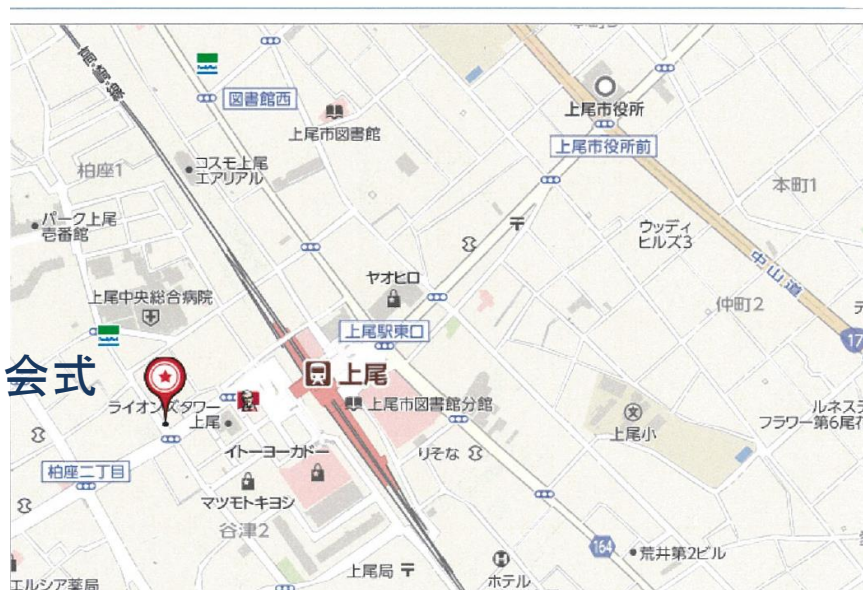 高崎線
図書館西
上尾市図書館
上尾市役所
上尾市役所前
コスモ上尾
エアリアル
柏座1
本町1
パーク上尾
壱番館
ウッディ
ヒルズ3
中山道
ヤオヒロ
仲町2
上尾中央総合病院
上尾駅東口
17
会式
上尾
ライオンズタワー
上尾
上尾市図書館分館
上尾小
ルネス
フラワー第6尾花
イトーヨーカドー
りそな
柏座二丁目
マツモトキヨシ
谷津2
164
荒井第2ビル
上尾局
ホテル
エルシア薬局